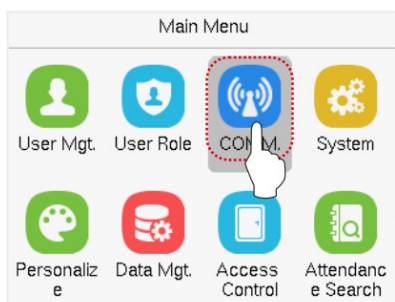 Main Menu
User Mgt. User Role COMM. System
Personaliz Data Mgt. Access Attendanc
e Control e Search